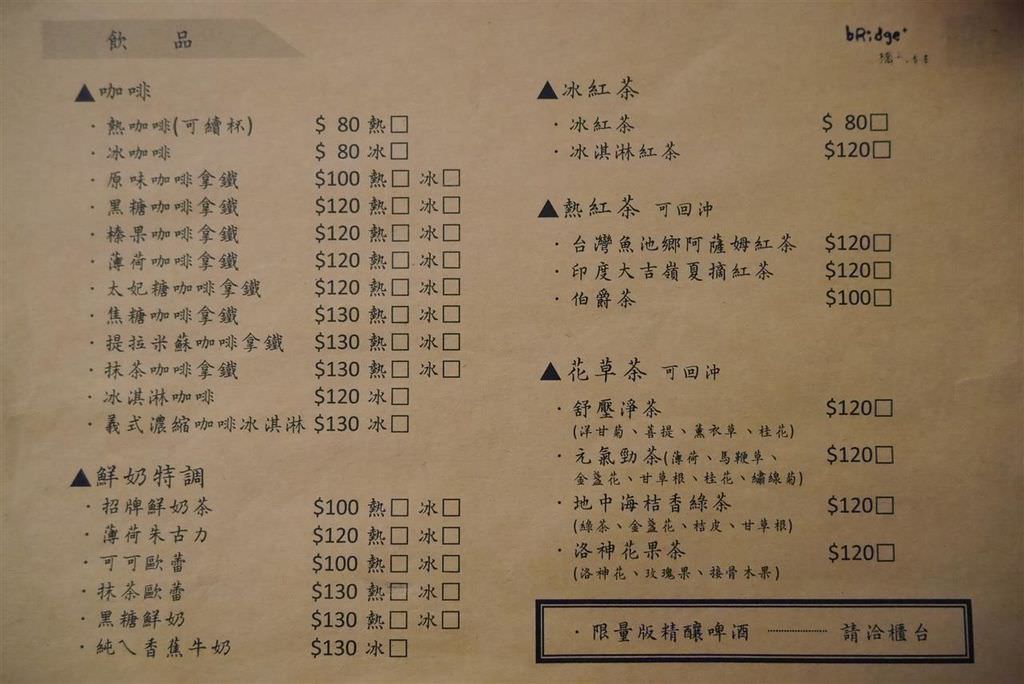 飲 品
bRidge+
▲咖啡
・熱咖啡(可續杯) $ 80 熱□
・冰咖啡 $ 80 冰□
・原味咖啡拿鐵 $100 熱□ 冰□
・黑糖咖啡拿鐵 $120 熱□ 冰□
・榛果咖啡拿鐵 $120 熱□ 冰□
・薄荷咖啡拿鐵 $120 熱□ 冰□
・太妃糖咖啡拿鐵 $120 熱□ 冰□
・焦糖咖啡拿鐵 $130 熱□ 冰□
・提拉米蘇咖啡拿鐵 $130 熱□ 冰□
・抹茶咖啡拿鐵 $130 熱□ 冰□
・冰淇淋咖啡 $120 冰□
・義式濃縮咖啡冰淇淋 $130 冰□
▲鮮奶特調
・招牌鮮奶茶 $100 熱□ 冰□
・薄荷朱古力 $120 熱□ 冰□
・可可歐蕾 $100 熱□ 冰□
・抹茶歐蕾 $130 熱□ 冰□
・黑糖鮮奶 $130 熱□ 冰□
・純ㄟ香蕉牛奶 $130 冰□
▲冰紅茶
・冰紅茶 $ 80□
・冰淇淋紅茶 $120□
▲熱紅茶 可回沖
・台灣魚池鄉阿薩姆紅茶 $120□
・印度大吉嶺夏摘紅茶 $120□
・伯爵茶 $100□
▲花草茶 可回沖
・舒壓淨茶 $120□
(洋甘菊、菩提、薰衣草、桂花)
・元氣勁茶(薄荷、馬鞭草、 $120□
金盞花、甘草根、桂花、繡線菊)
・地中海桔香綠茶 $120□
(綠茶、金盞花、桔皮、甘草根)
・洛神花果茶 $120□
(洛神花、玫瑰果、接骨木果)
・限量版精釀啤酒 ┈┈┈ 請洽櫃台